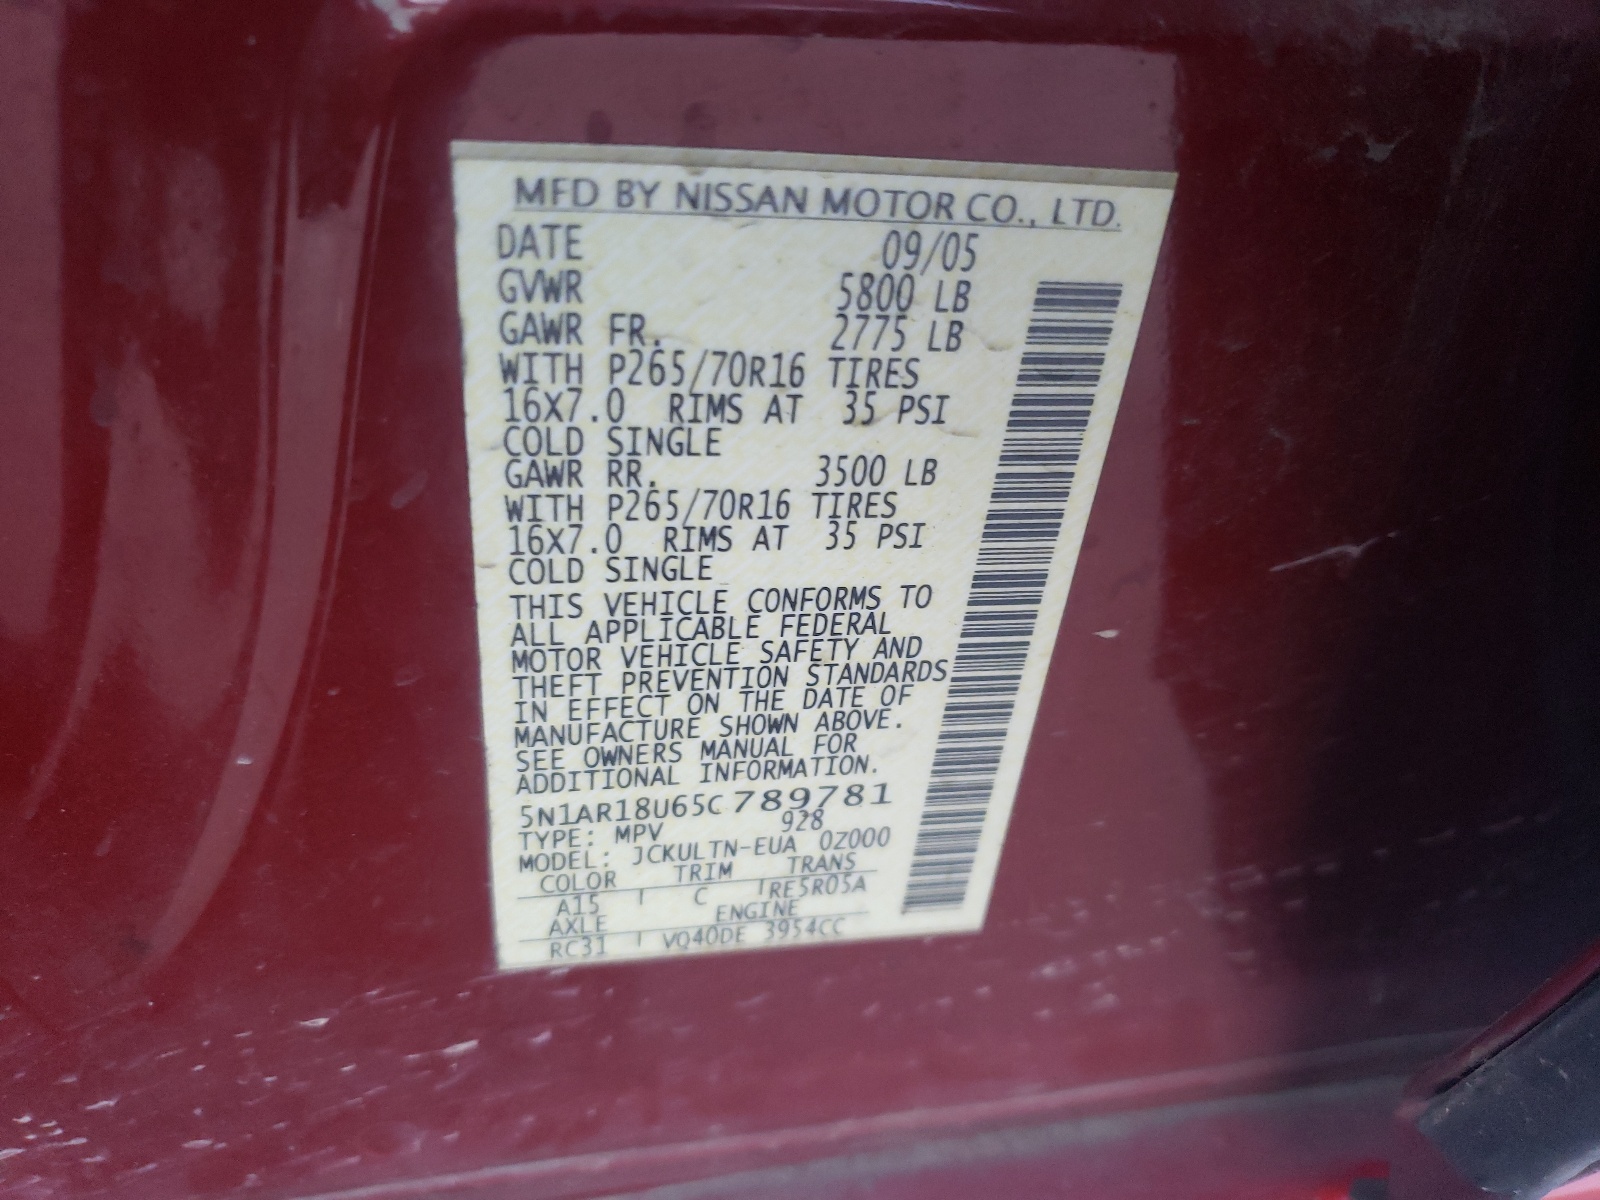 MFD BY NISSAN MOTOR CO., LTD.
DATE 09/05
GVWR 5800 LB
GAWR FR. 2775 LB
WITH P265/70R16 TIRES
16X7.0 RIMS AT 35 PSI
COLD SINGLE
GAWR RR. 3500 LB
WITH P265/70R16 TIRES
16X7.0 RIMS AT 35 PSI
COLD SINGLE
THIS VEHICLE CONFORMS TO
ALL APPLICABLE FEDERAL
MOTOR VEHICLE SAFETY AND
THEFT PREVENTION STANDARDS
IN EFFECT ON THE DATE OF
MANUFACTURE SHOWN ABOVE.
SEE OWNERS MANUAL FOR
ADDITIONAL INFORMATION.
5N1AR18U65C789781
TYPE: MPV 928
MODEL: JCKULTN-EUA 0Z000
COLOR TRIM TRANS
A15 C RE5R05A
AXLE ENGINE
RC31 VQ40DE 3954CC